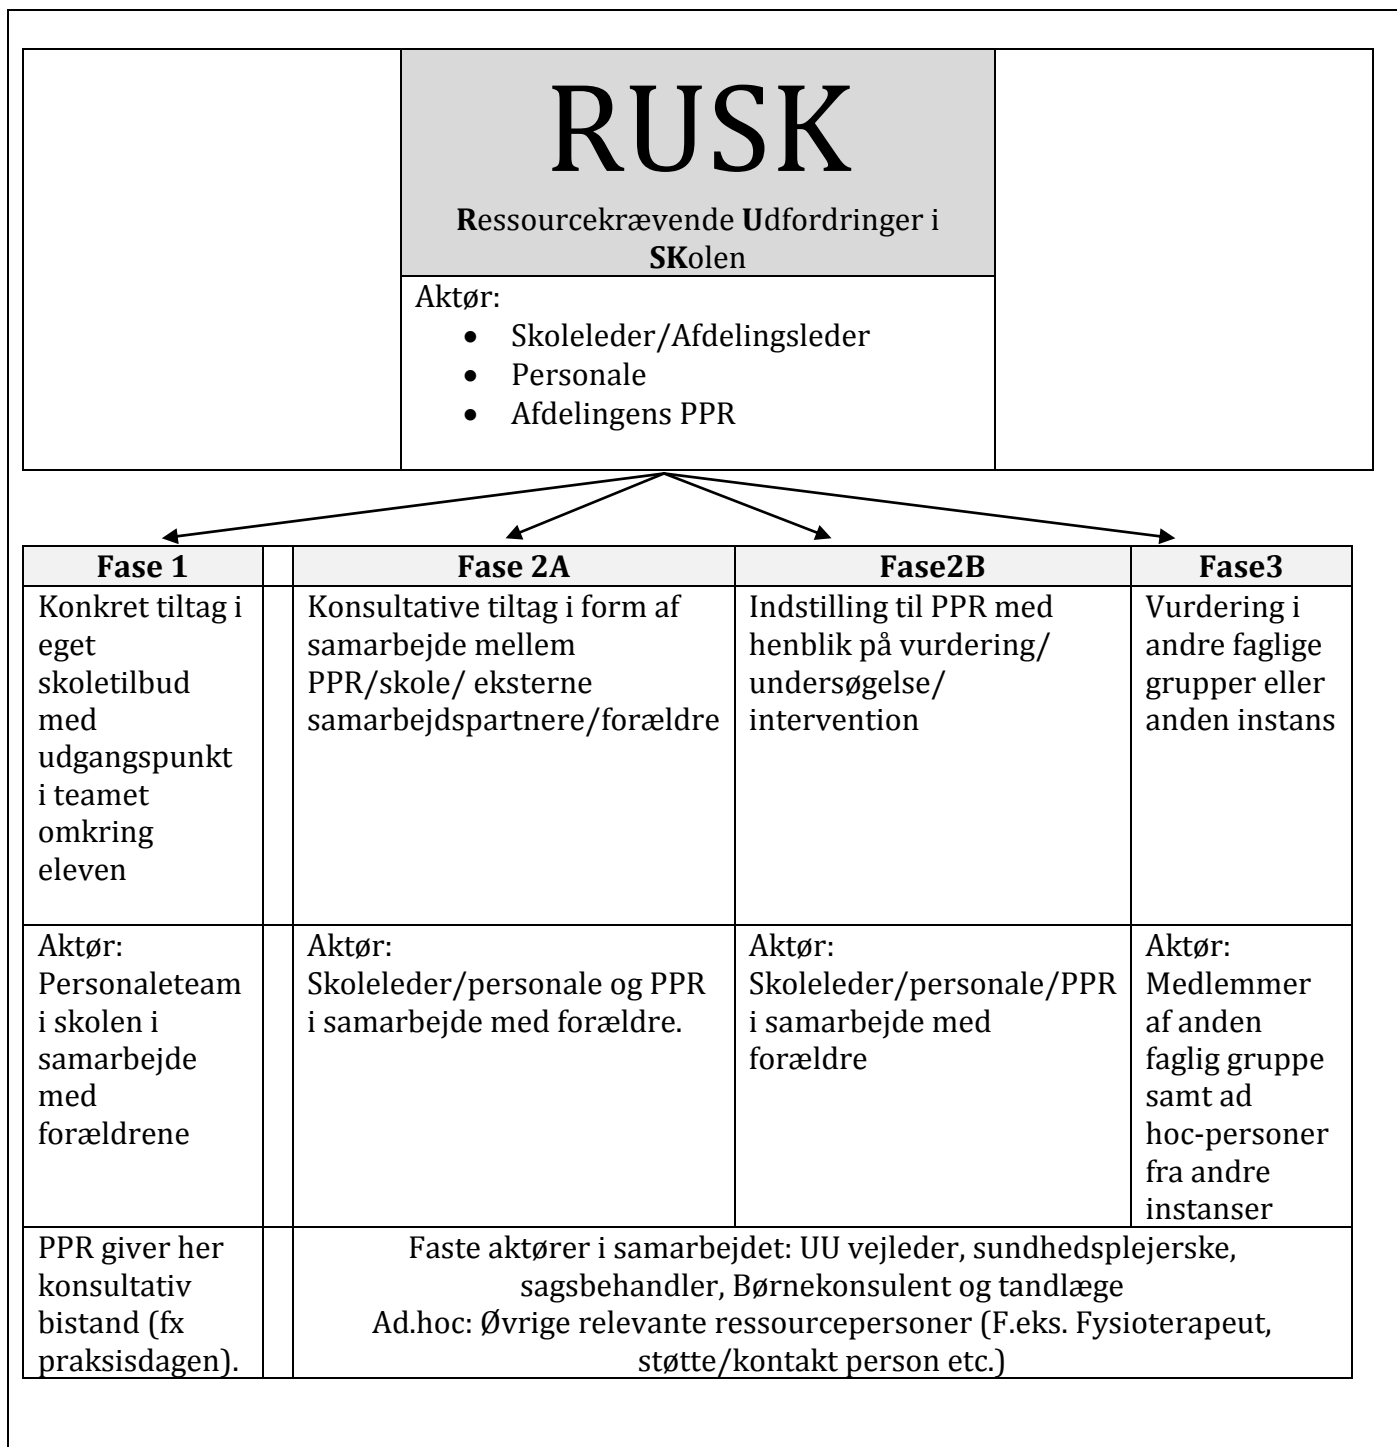 RUSK
Ressourcekrævende Udfordringer i
SKolen
Aktør:
• Skoleleder/Afdelingsleder
• Personale
• Afdelingens PPR
Fase 1
Konkret tiltag i
eget
skoletilbud
med
udgangspunkt
i teamet
omkring
eleven
Fase 2A
Konsultative tiltag i form af
samarbejde mellem
PPR/skole/ eksterne
samarbejdspartnere/forældre
Fase2B
Indstilling til PPR med
henblik på vurdering/
undersøgelse/
intervention
Fase3
Vurdering i
andre faglige
grupper eller
anden instans
Aktør:
Personaleteam
i skolen i
samarbejde
med
forældrene
Aktør:
Skoleleder/personale og PPR
i samarbejde med forældre.
Aktør:
Skoleleder/personale/PPR
i samarbejde med
forældre
Aktør:
Medlemmer
af anden
faglig gruppe
samt ad
hoc-personer
fra andre
instanser
PPR giver her
konsultativ
bistand (fx
praksisdagen).
Faste aktører i samarbejdet: UU vejleder, sundhedsplejerske,
sagsbehandler, Børnekonsulent og tandlæge
Ad.hoc: Øvrige relevante ressourcepersoner (F.eks. Fysioterapeut,
støtte/kontakt person etc.)